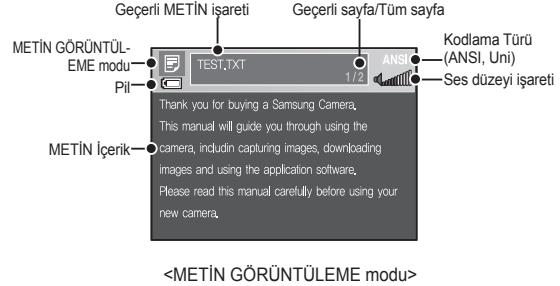 Geçerli METİN işareti
Geçerli sayfa/Tüm sayfa
METİN GÖRÜNTÜL-
EME modu
Pil
METİN İçerik
Kodlama Türü
(ANSI, Uni)
Ses düzeyi işareti
TEST.TXT
ANSI
1/2
Thank you for buying a Samsung Camera.
This manual will guide you through using the
camera, includin capturing images, downloading
images and using the application software.
Please read this manual carefully before using your
new camera.
<METİN GÖRÜNTÜLEME modu>